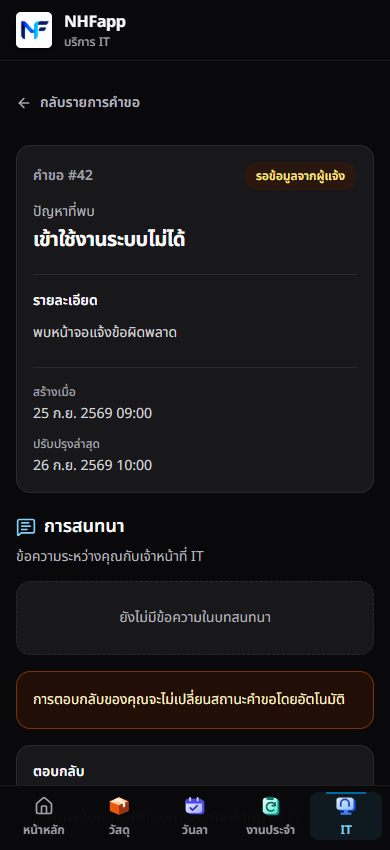 NHFapp
บริการ IT
กลับรายการคำขอ
คำขอ #42
รอข้อมูลจากผู้แจ้ง
ปัญหาที่พบ
เข้าใช้งานระบบไม่ได้
รายละเอียด
พบหน้าจอแจ้งข้อผิดพลาด
สร้างเมื่อ
25 ก.ย. 2569 09:00
ปรับปรุงล่าสุด
26 ก.ย. 2569 10:00
การสนทนา
ข้อความระหว่างคุณกับเจ้าหน้าที่ IT
ยังไม่มีข้อความในบทสนทนา
การตอบกลับของคุณจะไม่เปลี่ยนสถานะคำขอโดยอัตโนมัติ
ตอบกลับ
หน้าหลัก
วัสดุ
วันลา
งานประจำ
IT